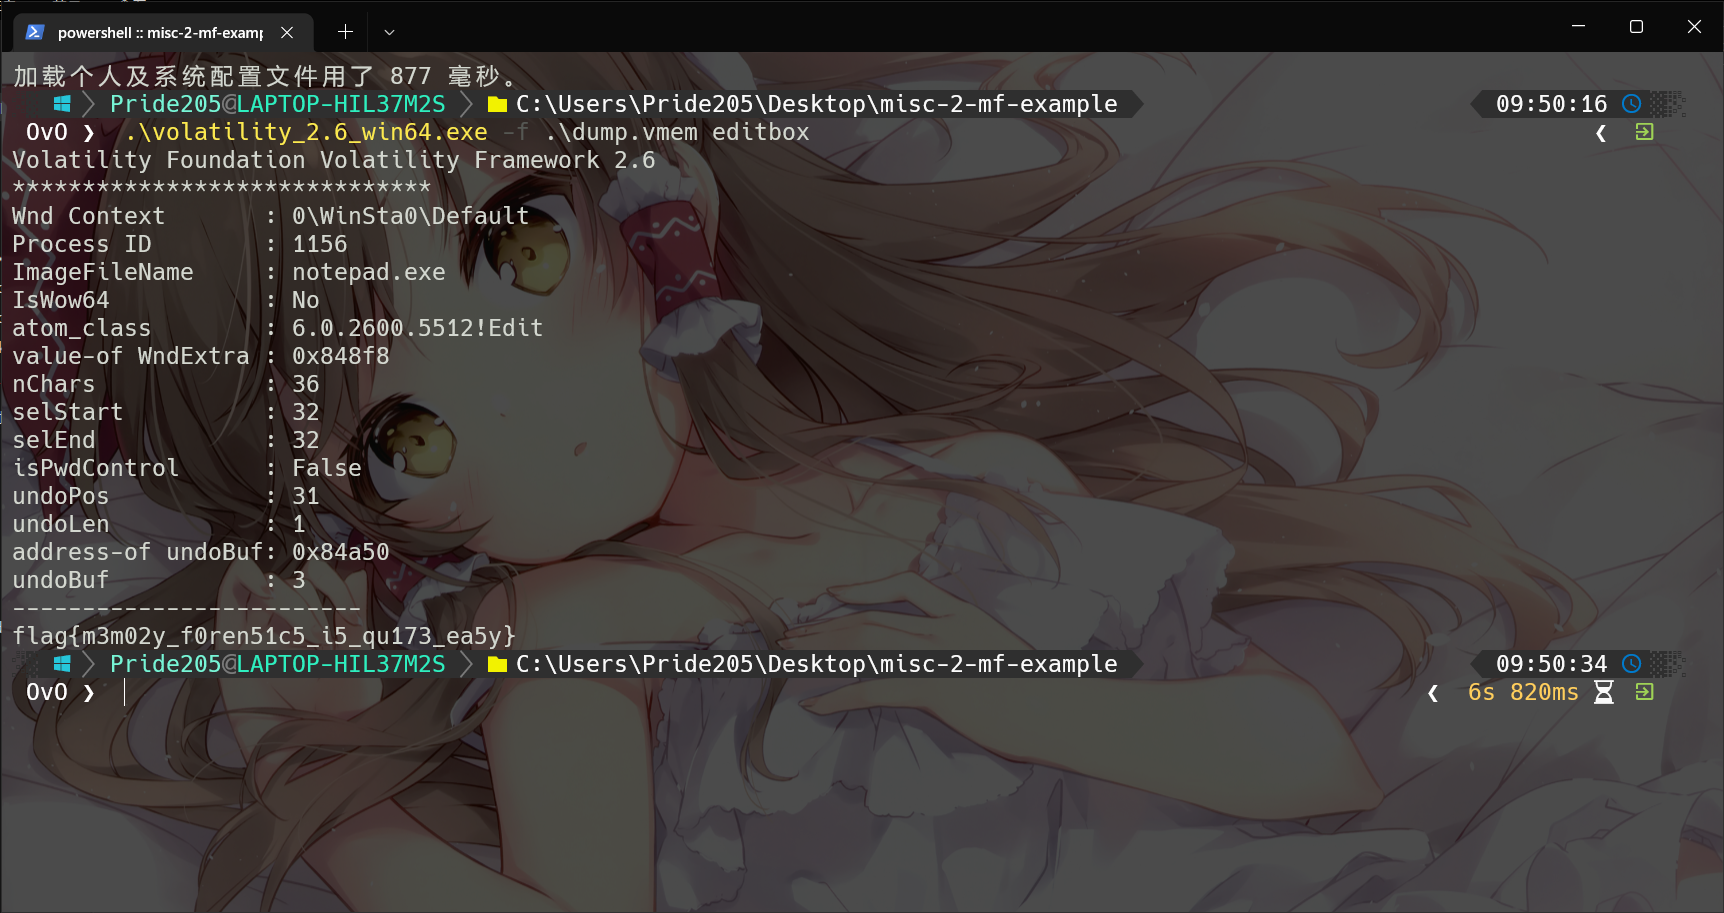 powershell :: misc-2-mf-examp
加载个人及系统配置文件用了 877 毫秒。
Pride205@LAPTOP-HIL37M2S C:\Users\Pride205\Desktop\misc-2-mf-example 09:50:16
OvO ❯ .\volatility_2.6_win64.exe -f .\dump.vmem editbox ❮
Volatility Foundation Volatility Framework 2.6
******************************
Wnd Context : 0\WinSta0\Default
Process ID : 1156
ImageFileName : notepad.exe
IsWow64 : No
atom_class : 6.0.2600.5512!Edit
value-of WndExtra : 0x848f8
nChars : 36
selStart : 32
selEnd : 32
isPwdControl : False
undoPos : 31
undoLen : 1
address-of undoBuf: 0x84a50
undoBuf : 3
-------------------------
flag{m3m02y_f0ren51c5_i5_qu173_ea5y}
Pride205@LAPTOP-HIL37M2S C:\Users\Pride205\Desktop\misc-2-mf-example 09:50:34
OvO ❯ ❮ 6s 820ms